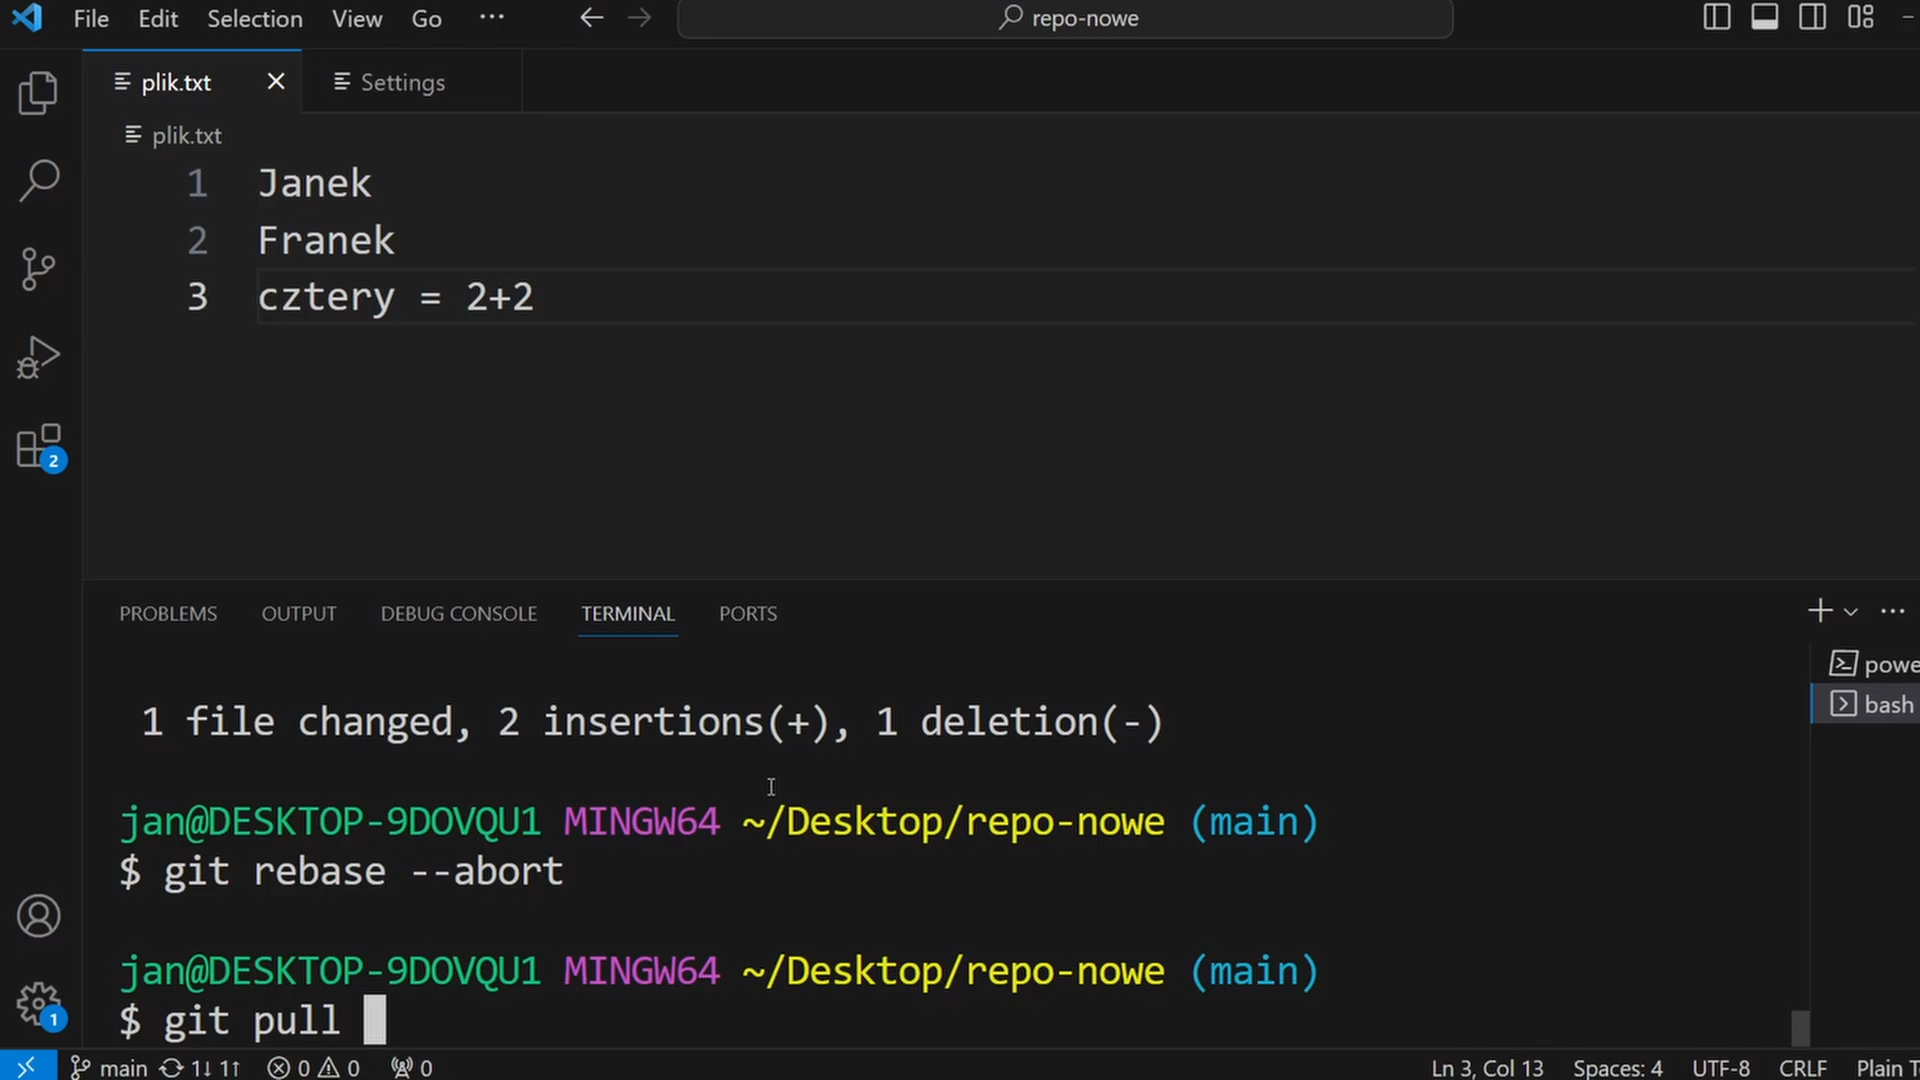 File Edit Selection View Go ··· repo-nowe
plik.txt Settings
plik.txt
1 Janek
2 Franek
3 cztery = 2+2
2
PROBLEMS OUTPUT DEBUG CONSOLE TERMINAL PORTS
powe
bash
1 file changed, 2 insertions(+), 1 deletion(-)
jan@DESKTOP-9DOVQU1 MINGW64 ~/Desktop/repo-nowe (main)
$ git rebase --abort
jan@DESKTOP-9DOVQU1 MINGW64 ~/Desktop/repo-nowe (main)
$ git pull
1
main 1↓ 1↑ 0 0 0 Ln 3, Col 13 Spaces: 4 UTF-8 CRLF Plain T